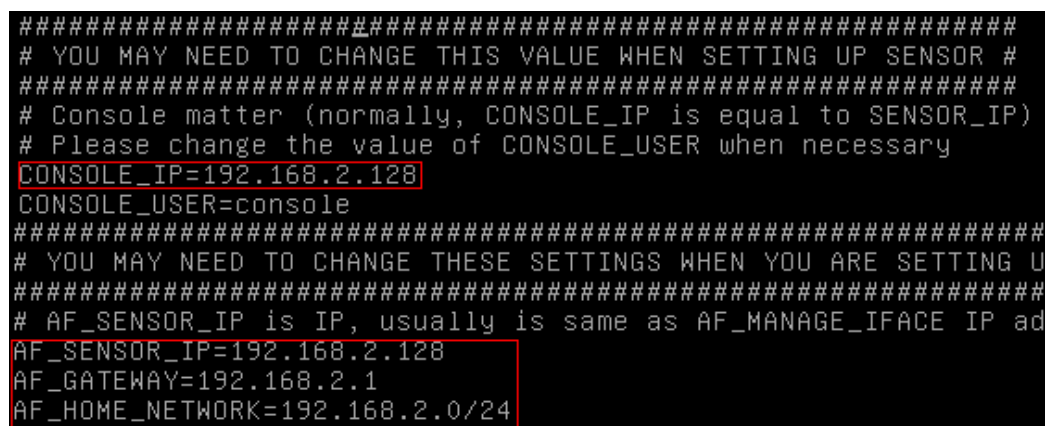 ############################################################
# YOU MAY NEED TO CHANGE THIS VALUE WHEN SETTING UP SENSOR #
############################################################
# Console matter (normally, CONSOLE_IP is equal to SENSOR_IP)
# Please change the value of CONSOLE_USER when necessary
CONSOLE_IP=192.168.2.128
CONSOLE_USER=console
##############################################################
# YOU MAY NEED TO CHANGE THESE SETTINGS WHEN YOU ARE SETTING U
##############################################################
# AF_SENSOR_IP is IP, usually is same as AF_MANAGE_IFACE IP ad
AF_SENSOR_IP=192.168.2.128
AF_GATEWAY=192.168.2.1
AF_HOME_NETWORK=192.168.2.0/24